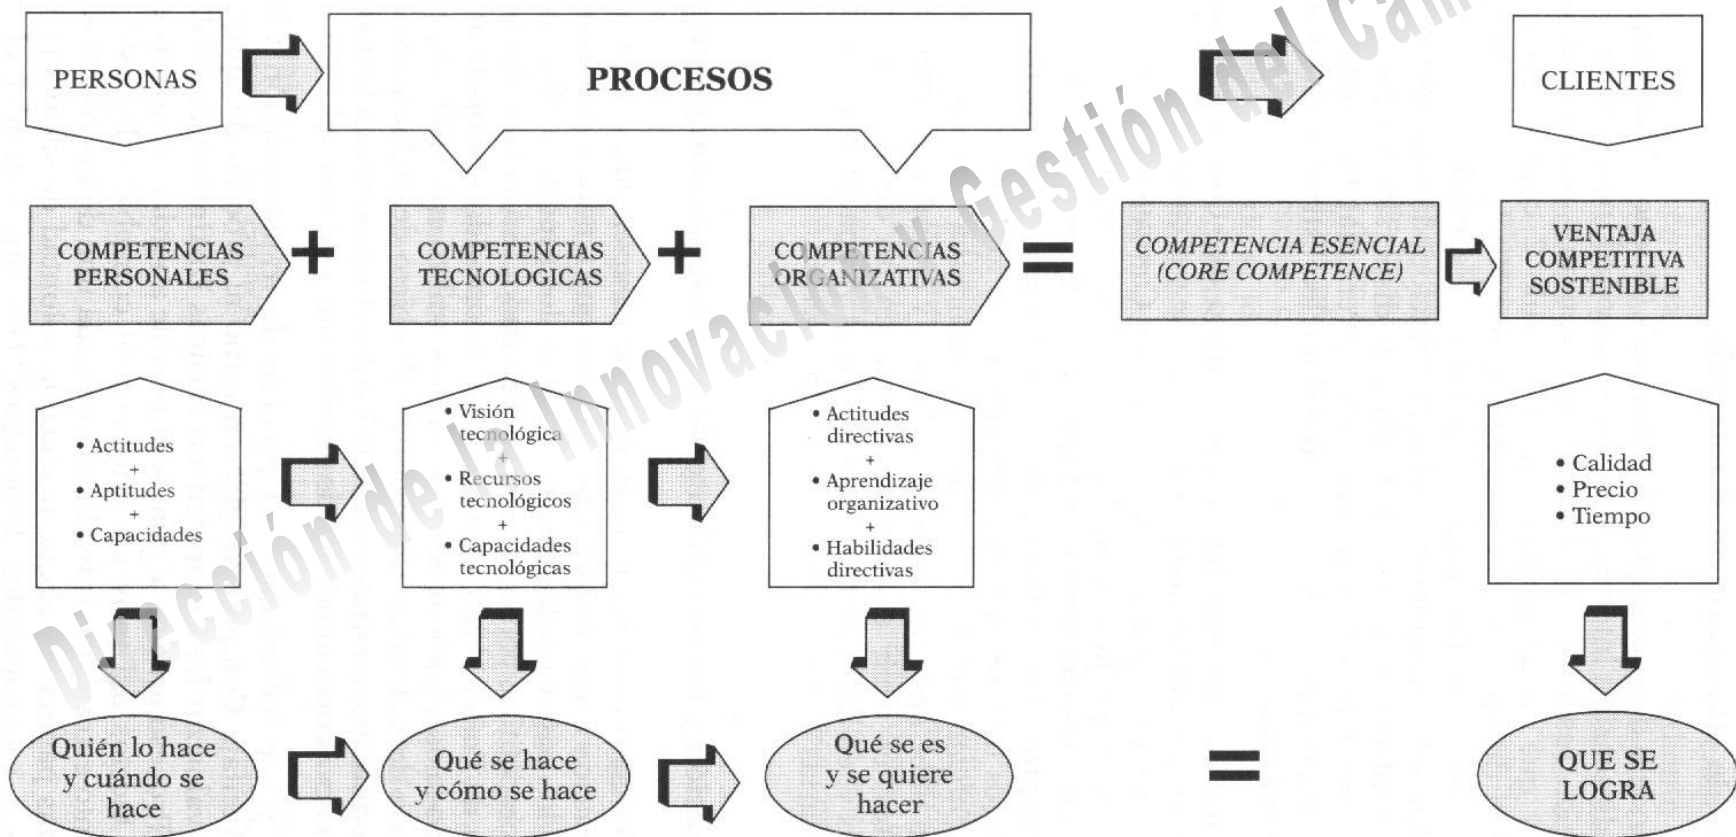 PERSONAS
PROCESOS
CLIENTES
COMPETENCIAS
PERSONALES
+
COMPETENCIAS
TECNOLOGICAS
+
COMPETENCIAS
ORGANIZATIVAS
=
COMPETENCIA ESENCIAL
(CORE COMPETENCE)
VENTAJA
COMPETITIVA
SOSTENIBLE
• Actitudes
+
• Aptitudes
+
• Capacidades
• Visión
tecnológica
+
• Recursos
tecnológicos
+
• Capacidades
tecnológicas
• Actitudes
directivas
+
• Aprendizaje
organizativo
+
• Habilidades
directivas
• Calidad
• Precio
• Tiempo
Quién lo hace
y cuándo se
hace
Qué se hace
y cómo se hace
Qué se es
y se quiere
hacer
=
QUE SE
LOGRA
Dirección de la Innovación y Gestión del